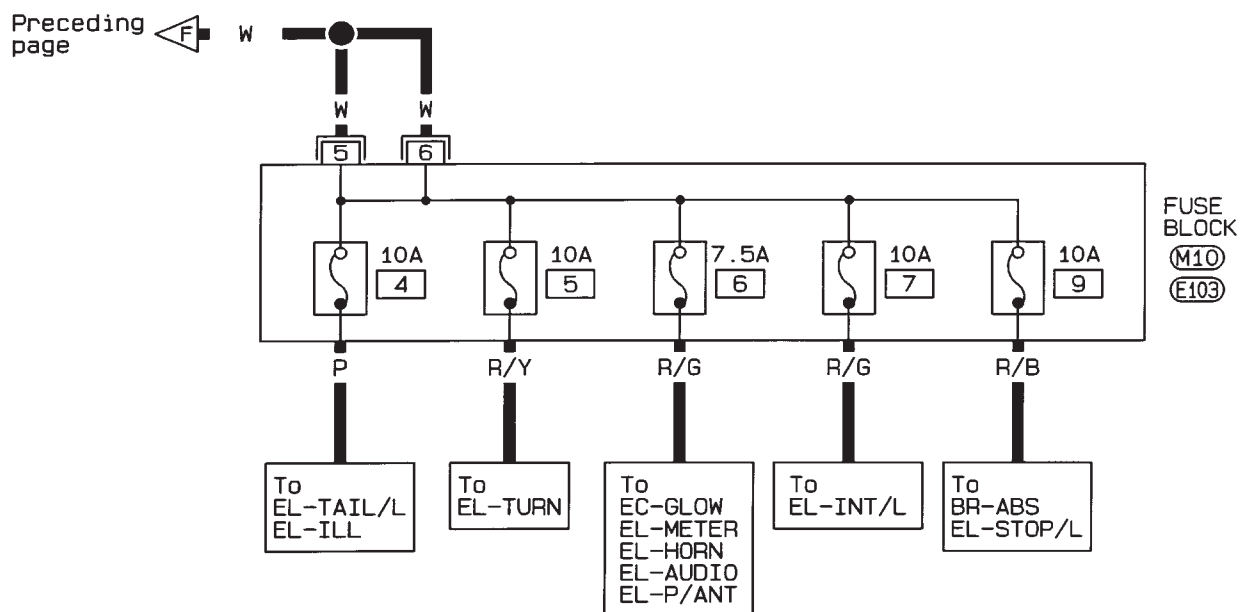 Preceding
page
F W
W W
5 6
FUSE
BLOCK
M10
E103
10A 10A 7.5A 10A 10A
4 5 6 7 9
P R/Y R/G R/G R/B
To
EL-TAIL/L
EL-ILL
To
EL-TURN
To
EC-GLOW
EL-METER
EL-HORN
EL-AUDIO
EL-P/ANT
To
EL-INT/L
To
BR-ABS
EL-STOP/L